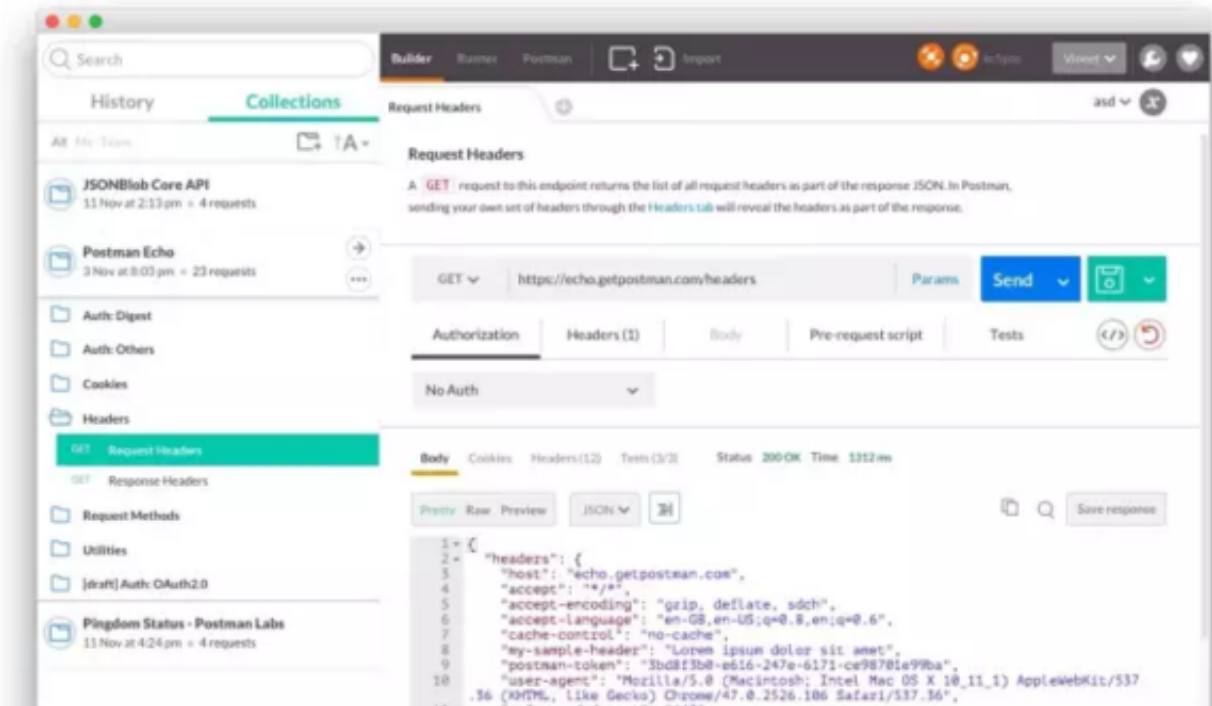 Search
History Collections
All Me Team
A
JSONBlob Core API
11 Nov at 2:13 pm 4 requests
Postman Echo
3 Nov at 8:03 pm 23 requests
Auth: Digest
Auth: Others
Cookies
Headers
GET Request Headers
GET Response Headers
Request Methods
Utilities
[draft] Auth: OAuth2.0
Pingdom Status - Postman Labs
11 Nov at 4:24 pm 4 requests
Builder Runner Postman Import In Sync
Request Headers
asd
Request Headers
A GET request to this endpoint returns the list of all request headers as part of the response JSON. In Postman,
sending your own set of headers through the Headers tab will reveal the headers as part of the response.
GET https://echo.getpostman.com/headers Params Send
Authorization Headers (1) Body Pre-request script Tests </>
No Auth
Body Cookies Headers (12) Tests (3/3) Status 200 OK Time 1312 ms
Pretty Raw Preview JSON Save response
1 {
2 "headers": {
3 "host": "echo.getpostman.com",
4 "accept": "*/*",
5 "accept-encoding": "gzip, deflate, sdch",
6 "accept-language": "en-GB,en-US;q=0.8,en;q=0.6",
7 "cache-control": "no-cache",
8 "my-sample-header": "Lorem ipsum dolor sit amet",
9 "postman-token": "3bd8f3b0-e616-247e-6171-ce98701e99ba",
10 "user-agent": "Mozilla/5.0 (Macintosh; Intel Mac OS X 10_11_1) AppleWebKit/537
.36 (KHTML, like Gecko) Chrome/47.0.2526.106 Safari/537.36",